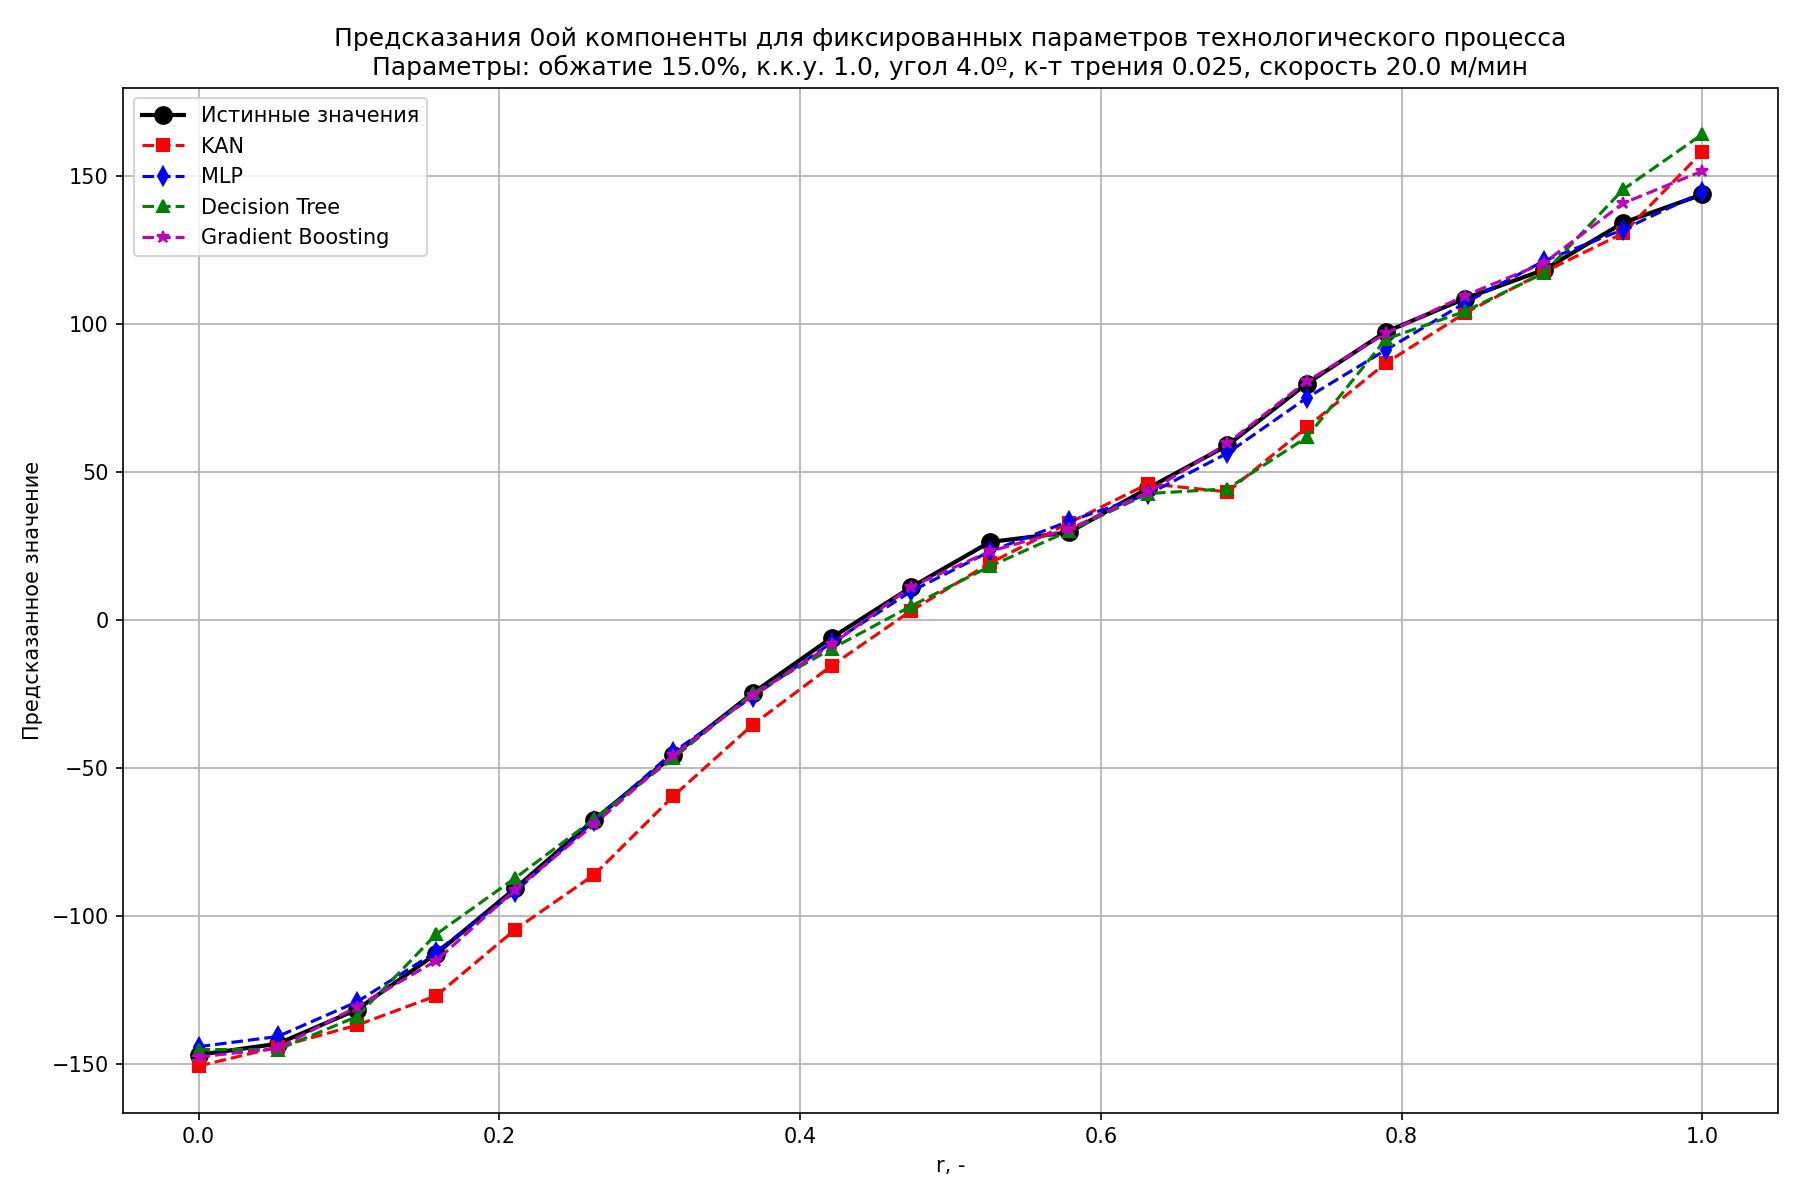 Предсказания 0ой компоненты для фиксированных параметров технологического процесса
Параметры: обжатие 15.0%, к.к.у. 1.0, угол 4.0º, к-т трения 0.025, скорость 20.0 м/мин
Истинные значения
KAN
MLP
Decision Tree
Gradient Boosting
Предсказанное значение
150
100
50
0
−50
−100
−150
0.0
0.2
0.4
0.6
0.8
1.0
r, -